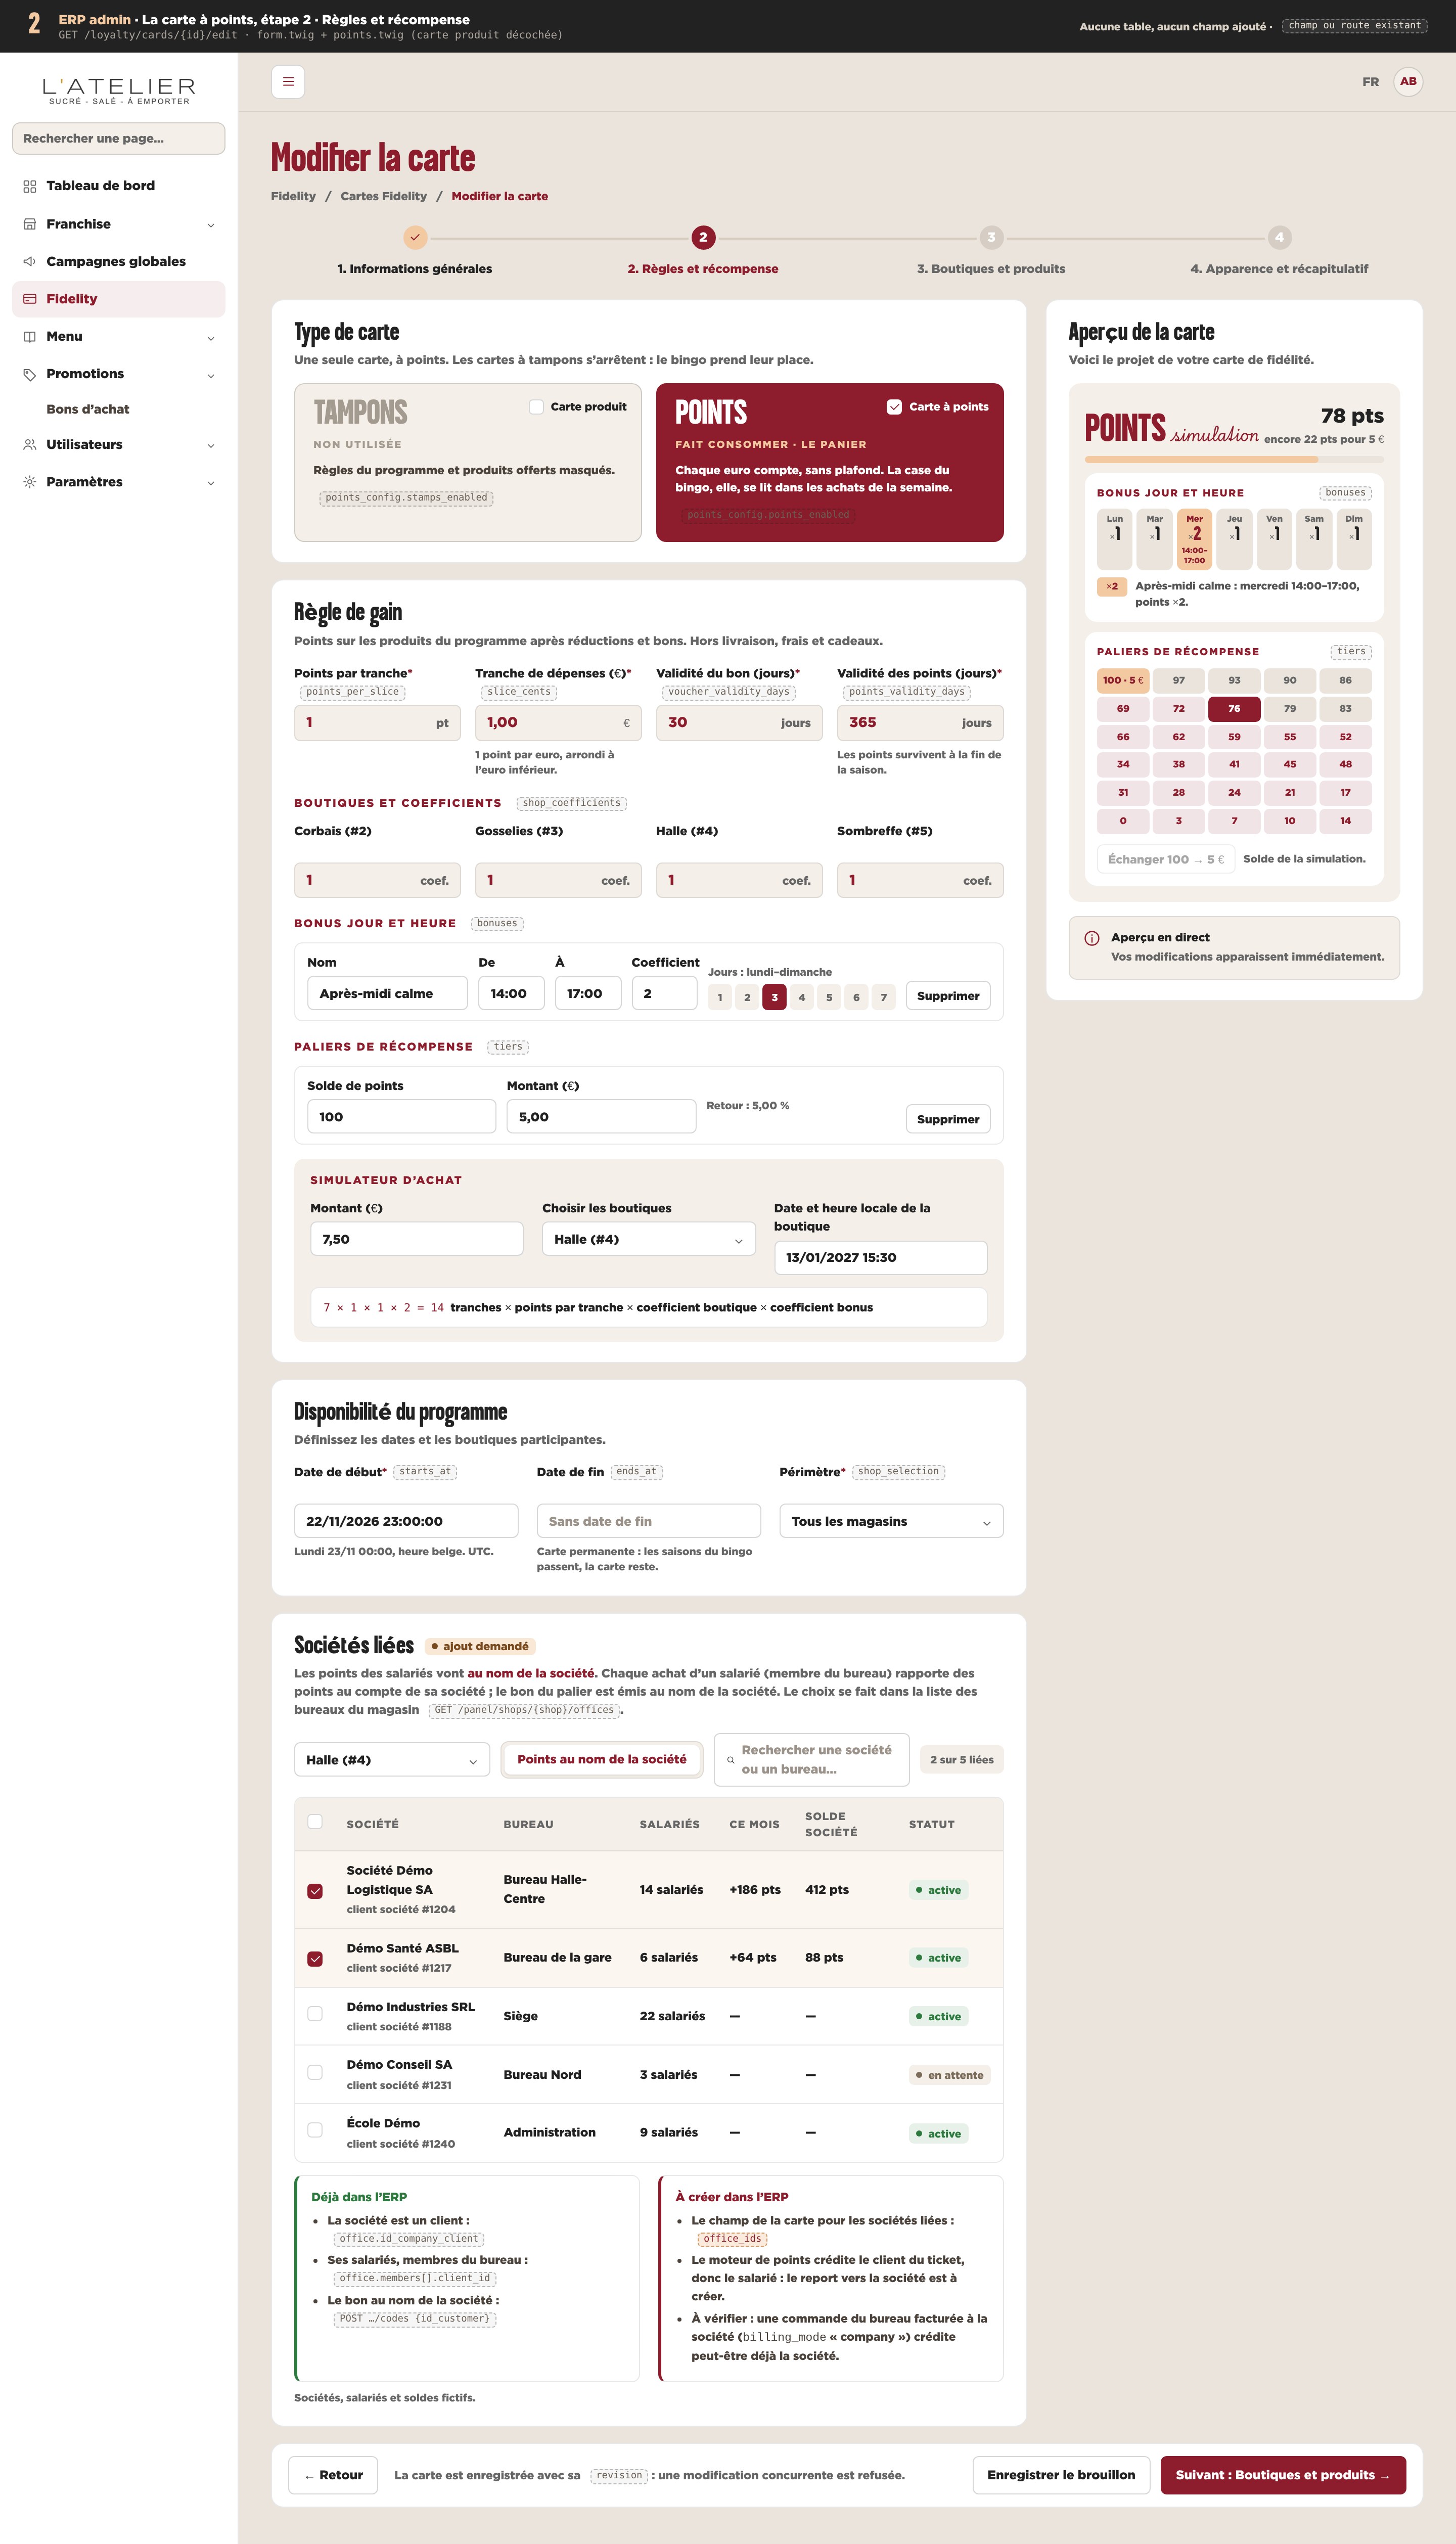 2
ERP admin · La carte à points, étape 2 · Règles et récompense
GET /loyalty/cards/{id}/edit · form.twig + points.twig (carte produit décochée)
Aucune table, aucun champ ajouté · champ ou route existant
L'ATELIER
SUCRÉ - SALÉ - À EMPORTER
Rechercher une page...
Tableau de bord
Franchise
Campagnes globales
Fidelity
Menu
Promotions
Bons d’achat
Utilisateurs
Paramètres
FR
AB
Modifier la carte
Fidelity / Cartes Fidelity / Modifier la carte
2
3
4
1. Informations générales
2. Règles et récompense
3. Boutiques et produits
4. Apparence et récapitulatif
Type de carte
Une seule carte, à points. Les cartes à tampons s’arrêtent : le bingo prend leur place.
TAMPONS
Carte produit
NON UTILISÉE
Règles du programme et produits offerts masqués.
points_config.stamps_enabled
POINTS
Carte à points
FAIT CONSOMMER · LE PANIER
Chaque euro compte, sans plafond. La case du
bingo, elle, se lit dans les achats de la semaine.
points_config.points_enabled
Règle de gain
Points sur les produits du programme après réductions et bons. Hors livraison, frais et cadeaux.
Points par tranche*
points_per_slice
1 pt
Tranche de dépenses (€)*
slice_cents
1,00 €
1 point par euro, arrondi à
l’euro inférieur.
Validité du bon (jours)*
voucher_validity_days
30 jours
Validité des points (jours)*
points_validity_days
365 jours
Les points survivent à la fin de
la saison.
BOUTIQUES ET COEFFICIENTS shop_coefficients
Corbais (#2)
1 coef.
Gosselies (#3)
1 coef.
Halle (#4)
1 coef.
Sombreffe (#5)
1 coef.
BONUS JOUR ET HEURE bonuses
Nom
Après-midi calme
De
14:00
À
17:00
Coefficient
2
Jours : lundi–dimanche
1 2 3 4 5 6 7
Supprimer
PALIERS DE RÉCOMPENSE tiers
Solde de points
100
Montant (€)
5,00
Retour : 5,00 %
Supprimer
SIMULATEUR D’ACHAT
Montant (€)
7,50
Choisir les boutiques
Halle (#4)
Date et heure locale de la
boutique
13/01/2027 15:30
7 × 1 × 1 × 2 = 14 tranches × points par tranche × coefficient boutique × coefficient bonus
Disponibilité du programme
Définissez les dates et les boutiques participantes.
Date de début* starts_at
22/11/2026 23:00:00
Lundi 23/11 00:00, heure belge. UTC.
Date de fin ends_at
Sans date de fin
Carte permanente : les saisons du bingo
passent, la carte reste.
Périmètre* shop_selection
Tous les magasins
Sociétés liées
ajout demandé
Les points des salariés vont au nom de la société. Chaque achat d’un salarié (membre du bureau) rapporte des
points au compte de sa société ; le bon du palier est émis au nom de la société. Le choix se fait dans la liste des
bureaux du magasin GET /panel/shops/{shop}/offices.
Halle (#4)
Points au nom de la société
Rechercher une société
ou un bureau...
2 sur 5 liées
SOCIÉTÉ BUREAU SALARIÉS CE MOIS SOLDE
SOCIÉTÉ STATUT
Société Démo
Logistique SA
client société #1204
Bureau Halle-
Centre
14 salariés +186 pts 412 pts active
Démo Santé ASBL
client société #1217
Bureau de la gare 6 salariés +64 pts 88 pts active
Démo Industries SRL
client société #1188
Siège 22 salariés — — active
Démo Conseil SA
client société #1231
Bureau Nord 3 salariés — — en attente
École Démo
client société #1240
Administration 9 salariés — — active
Déjà dans l’ERP
• La société est un client :
office.id_company_client
• Ses salariés, membres du bureau :
office.members[].client_id
• Le bon au nom de la société :
POST …/codes {id_customer}
À créer dans l’ERP
• Le champ de la carte pour les sociétés liées :
office_ids
• Le moteur de points crédite le client du ticket,
donc le salarié : le report vers la société est à
créer.
• À vérifier : une commande du bureau facturée à la
société (billing_mode « company ») crédite
peut-être déjà la société.
Sociétés, salariés et soldes fictifs.
Aperçu de la carte
Voici le projet de votre carte de fidélité.
POINTS simulation
78 pts
encore 22 pts pour 5 €
BONUS JOUR ET HEURE bonuses
Lun Mar Mer Jeu Ven Sam Dim
×1 ×1 ×2 ×1 ×1 ×1 ×1
14:00–
17:00
×2 Après-midi calme : mercredi 14:00–17:00,
points ×2.
PALIERS DE RÉCOMPENSE tiers
100 · 5 € 97 93 90 86
69 72 76 79 83
66 62 59 55 52
34 38 41 45 48
31 28 24 21 17
0 3 7 10 14
Échanger 100 → 5 € Solde de la simulation.
Aperçu en direct
Vos modifications apparaissent immédiatement.
← Retour
La carte est enregistrée avec sa revision : une modification concurrente est refusée.
Enregistrer le brouillon
Suivant : Boutiques et produits →